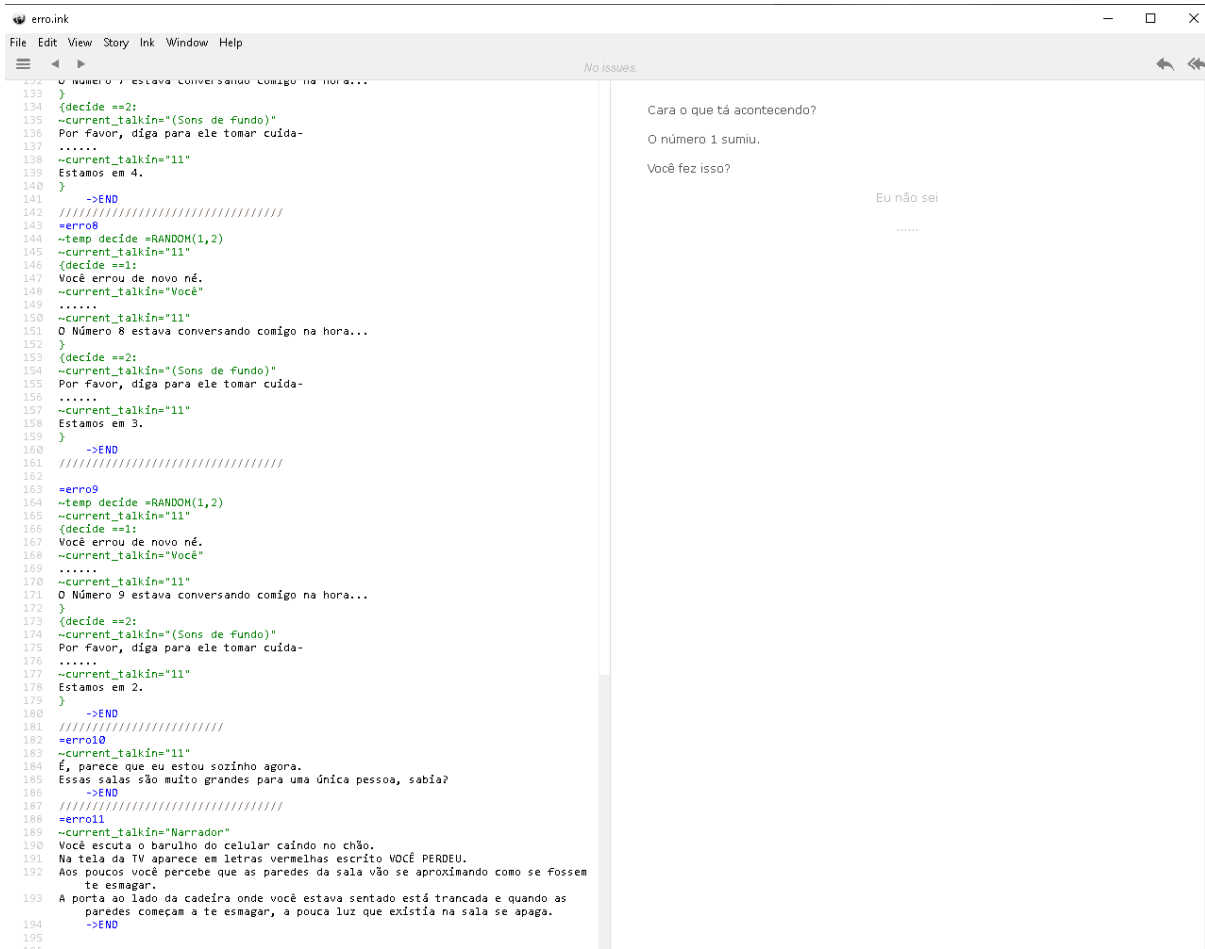 erro.ink
File Edit View Story Ink Window Help
No issues.
132 O Número 7 estava conversando comigo na hora...
133 }
134 {decide ==2:
135 ~current_talkin="(Sons de fundo)"
136 Por favor, diga para ele tomar cuida-
137 ......
138 ~current_talkin="11"
139 Estamos em 4.
140 }
141 ->END
142 //////////////////////////////////
143 =erro8
144 ~temp decide =RANDOM(1,2)
145 ~current_talkin="11"
146 {decide ==1:
147 Você errou de novo né.
148 ~current_talkin="Você"
149 ......
150 ~current_talkin="11"
151 O Número 8 estava conversando comigo na hora...
152 }
153 {decide ==2:
154 ~current_talkin="(Sons de fundo)"
155 Por favor, diga para ele tomar cuida-
156 ......
157 ~current_talkin="11"
158 Estamos em 3.
159 }
160 ->END
161 //////////////////////////////////
162
163 =erro9
164 ~temp decide =RANDOM(1,2)
165 ~current_talkin="11"
166 {decide ==1:
167 Você errou de novo né.
168 ~current_talkin="Você"
169 ......
170 ~current_talkin="11"
171 O Número 9 estava conversando comigo na hora...
172 }
173 {decide ==2:
174 ~current_talkin="(Sons de fundo)"
175 Por favor, diga para ele tomar cuida-
176 ......
177 ~current_talkin="11"
178 Estamos em 2.
179 }
180 ->END
181 /////////////////////////
182 =erro10
183 ~current_talkin="11"
184 É, parece que eu estou sozinho agora.
185 Essas salas são muito grandes para uma única pessoa, sabia?
186 ->END
187 //////////////////////////////////
188 =erro11
189 ~current_talkin="Narrador"
190 Você escuta o barulho do celular caindo no chão.
191 Na tela da TV aparece em letras vermelhas escrito VOCÊ PERDEU.
192 Aos poucos você percebe que as paredes da sala vão se aproximando como se fossem
te esmagar.
193 A porta ao lado da cadeira onde você estava sentado está trancada e quando as
paredes começam a te esmagar, a pouca luz que existia na sala se apaga.
194 ->END
195
Cara o que tá acontecendo?
O número 1 sumiu.
Você fez isso?
Eu não sei
......